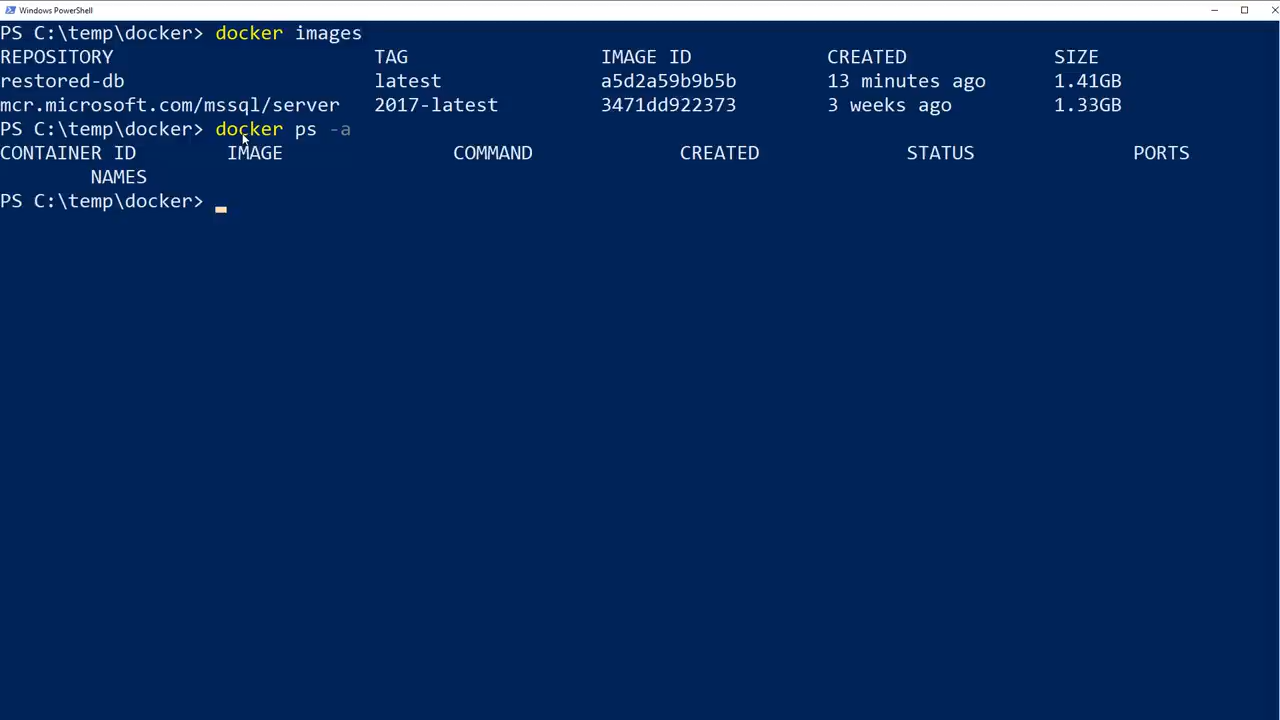 Windows PowerShell
PS C:\temp\docker> docker images
REPOSITORY TAG IMAGE ID CREATED SIZE
restored-db latest a5d2a59b9b5b 13 minutes ago 1.41GB
mcr.microsoft.com/mssql/server 2017-latest 3471dd922373 3 weeks ago 1.33GB
PS C:\temp\docker> docker ps -a
CONTAINER ID IMAGE COMMAND CREATED STATUS PORTS
NAMES
PS C:\temp\docker>